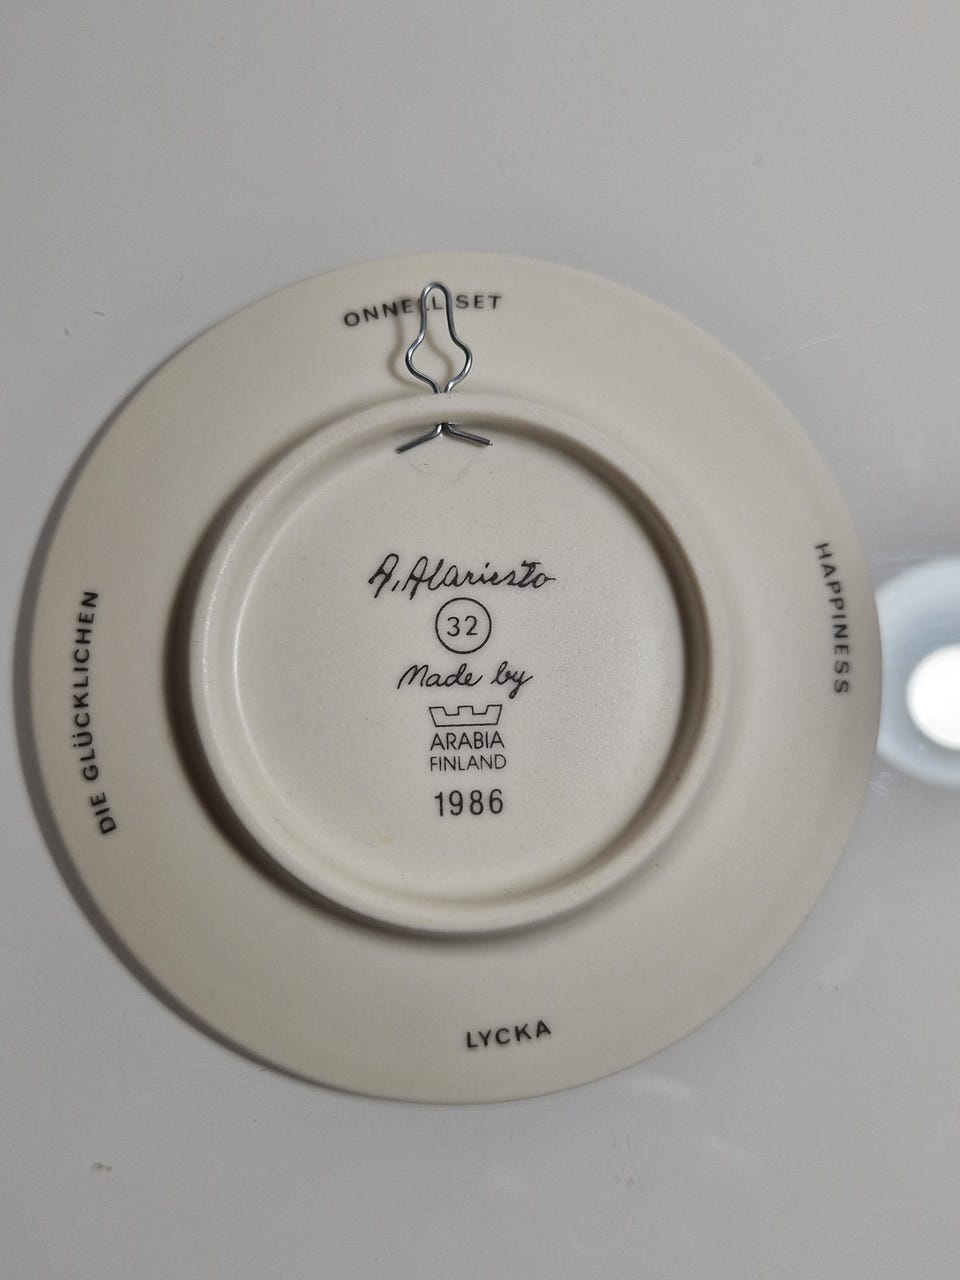 ONNELLISET
A. Alariesto
32
Made by
ARABIA
FINLAND
1986
HAPPINESS
LYCKA
DIE GLÜCKLICHEN